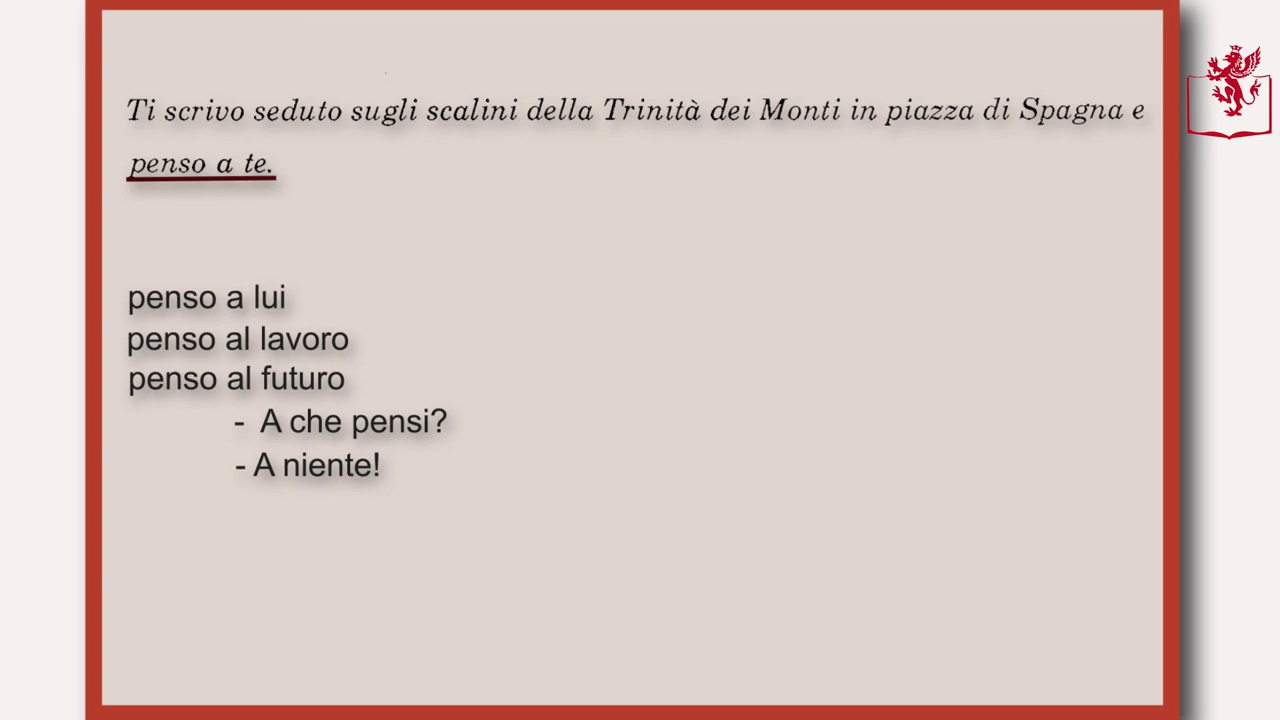 Ti scrivo seduto sugli scalini della Trinità dei Monti in piazza di Spagna e
penso a te.
penso a lui
penso al lavoro
penso al futuro
- A che pensi?
- A niente!